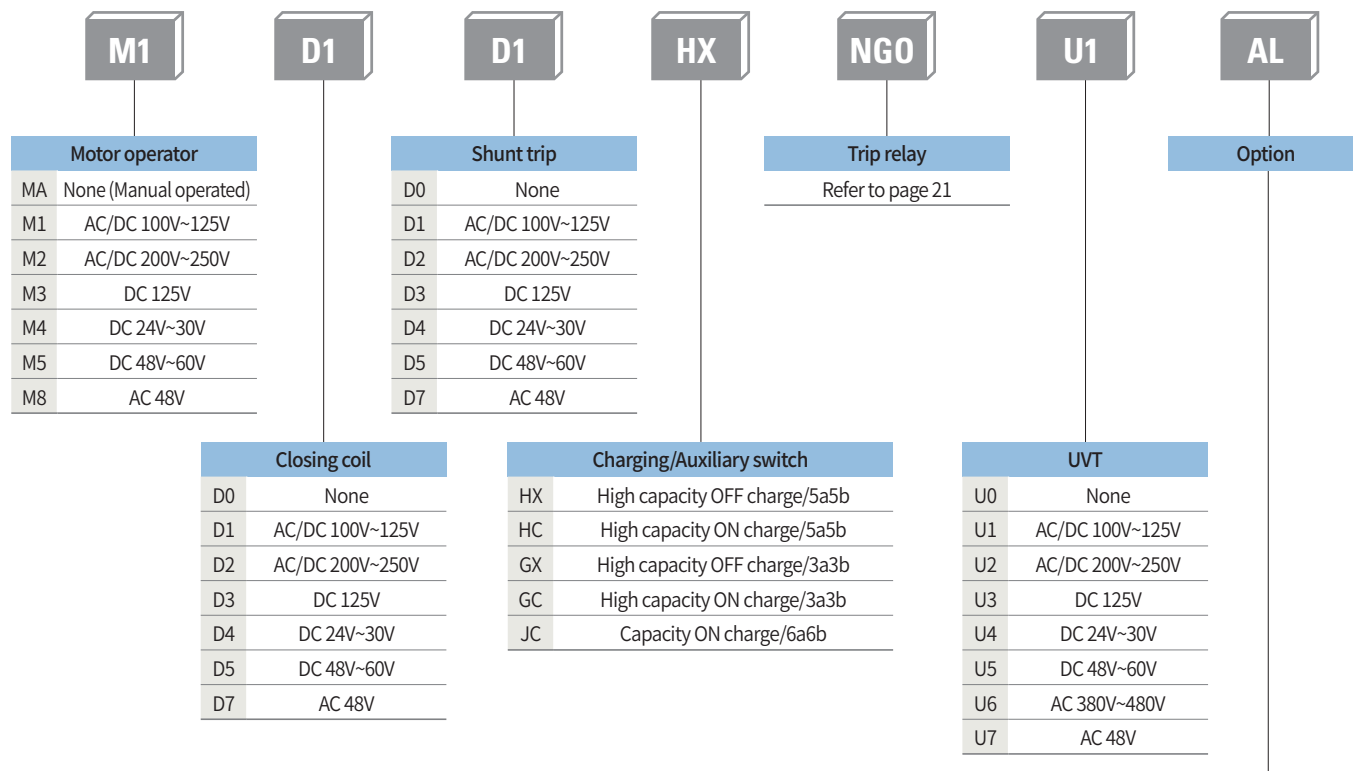 M1 D1 D1 HX NG0 U1 AL
Motor operator
MA None (Manual operated)
M1 AC/DC 100V~125V
M2 AC/DC 200V~250V
M3 DC 125V
M4 DC 24V~30V
M5 DC 48V~60V
M8 AC 48V
Shunt trip
D0 None
D1 AC/DC 100V~125V
D2 AC/DC 200V~250V
D3 DC 125V
D4 DC 24V~30V
D5 DC 48V~60V
D7 AC 48V
Trip relay
Refer to page 21
Option
Closing coil
D0 None
D1 AC/DC 100V~125V
D2 AC/DC 200V~250V
D3 DC 125V
D4 DC 24V~30V
D5 DC 48V~60V
D7 AC 48V
Charging/Auxiliary switch
HX High capacity OFF charge/5a5b
HC High capacity ON charge/5a5b
GX High capacity OFF charge/3a3b
GC High capacity ON charge/3a3b
JC Capacity ON charge/6a6b
UVT
U0 None
U1 AC/DC 100V~125V
U2 AC/DC 200V~250V
U3 DC 125V
U4 DC 24V~30V
U5 DC 48V~60V
U6 AC 380V~480V
U7 AC 48V